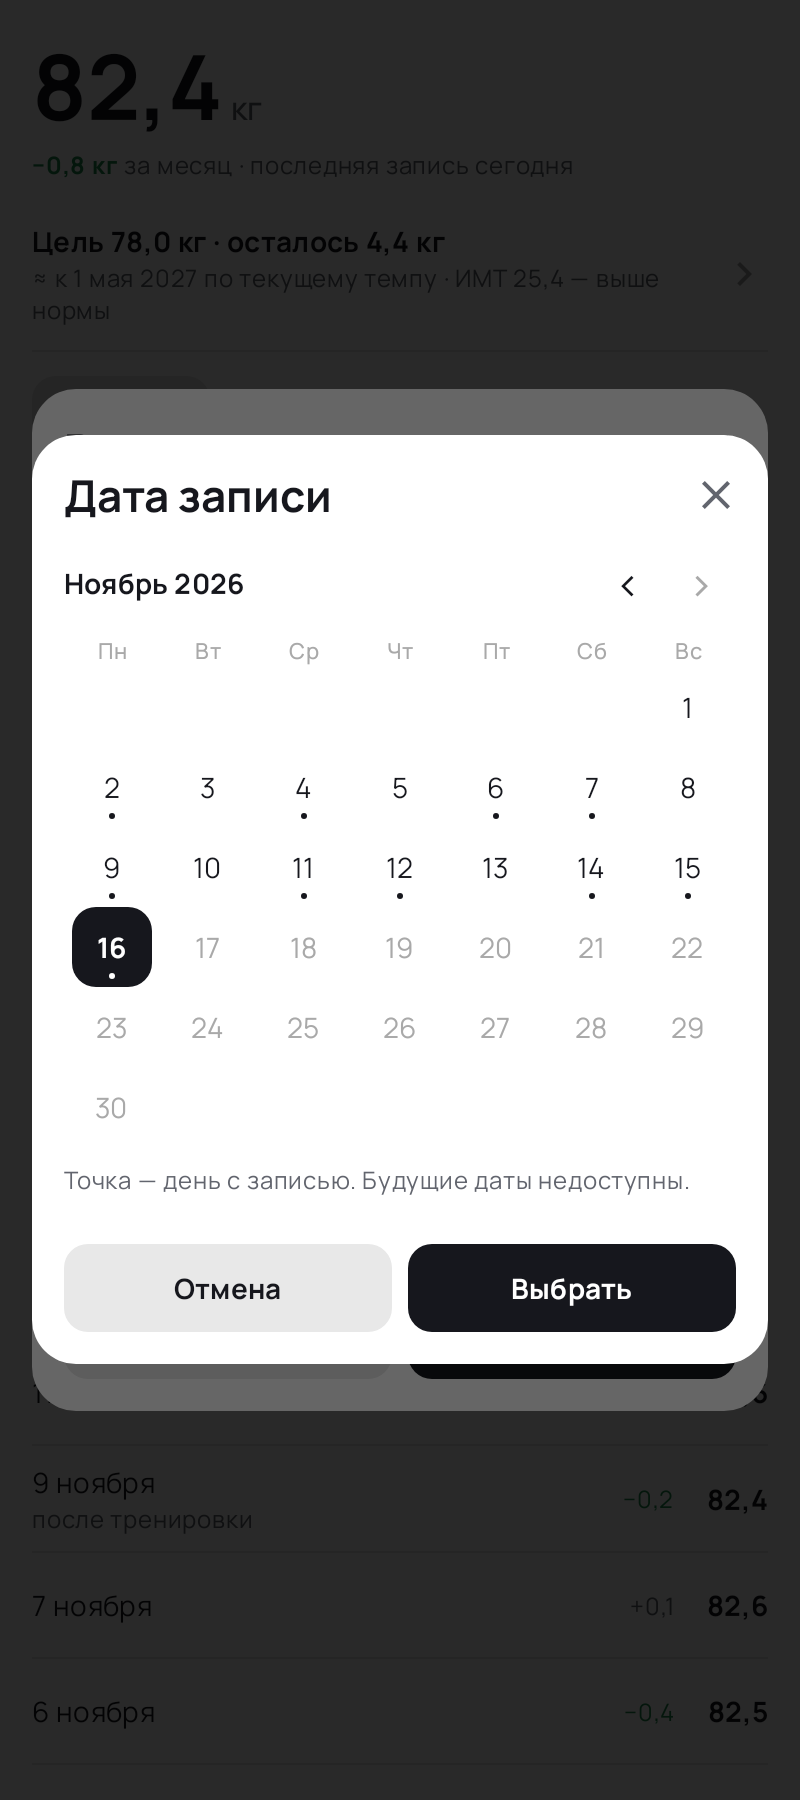 82,4 кг
−0,8 кг за месяц · последняя запись сегодня
Цель 78,0 кг · осталось 4,4 кг
≈ к 1 мая 2027 по текущему темпу · ИМТ 25,4 — выше
нормы
Дата записи
Ноябрь 2026
Пн Вт Ср Чт Пт Сб Вс
1
2 3 4 5 6 7 8
9 10 11 12 13 14 15
16 17 18 19 20 21 22
23 24 25 26 27 28 29
30
Точка — день с записью. Будущие даты недоступны.
Отмена Выбрать
9 ноября −0,2 82,4
после тренировки
7 ноября +0,1 82,6
6 ноября −0,4 82,5